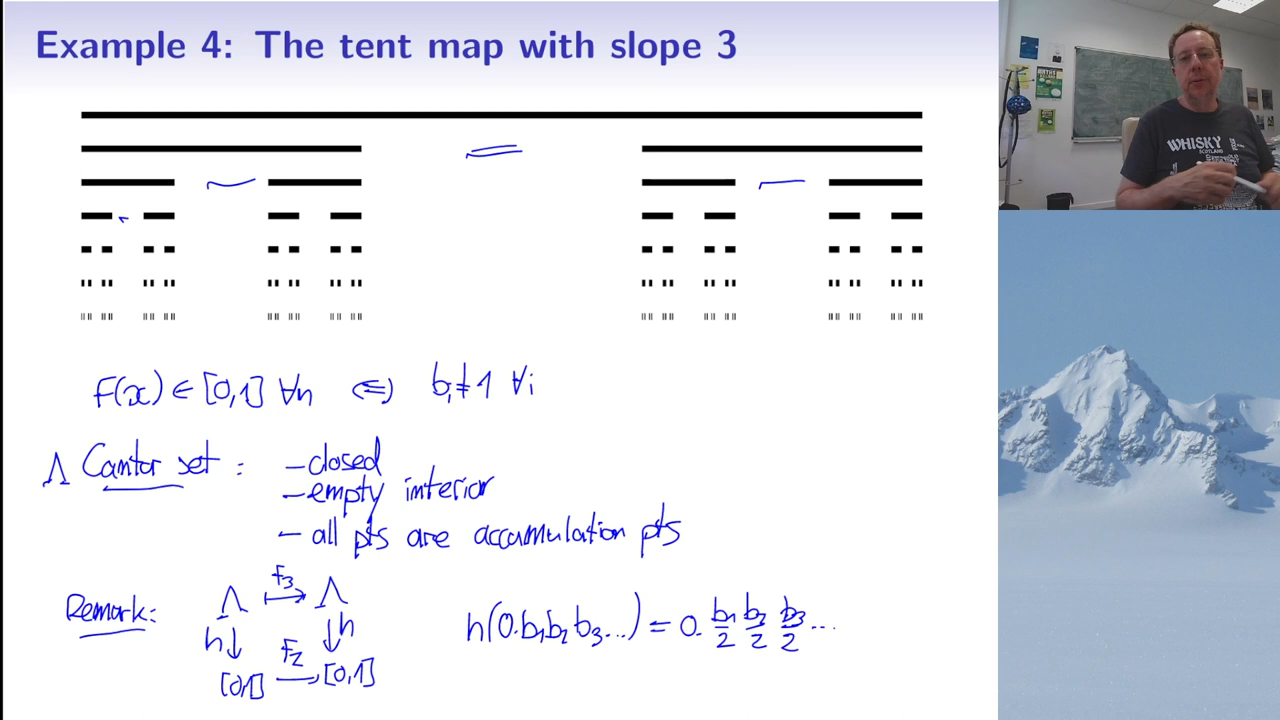 Example 4: The tent map with slope 3
WHISKY
SCOTLAND
F(x) ∈ [0,1] ∀n ⇔ bᵢ ≠ 1 ∀i
Λ Cantor set : – closed
– empty interior
– all pts are accumulation pts
Remark: Λ F₃ Λ
h h
[0,1] F₂ [0,1]
h(0.b₁b₂b₃...) = 0. b₁/2 b₂/2 b₃/2 ...